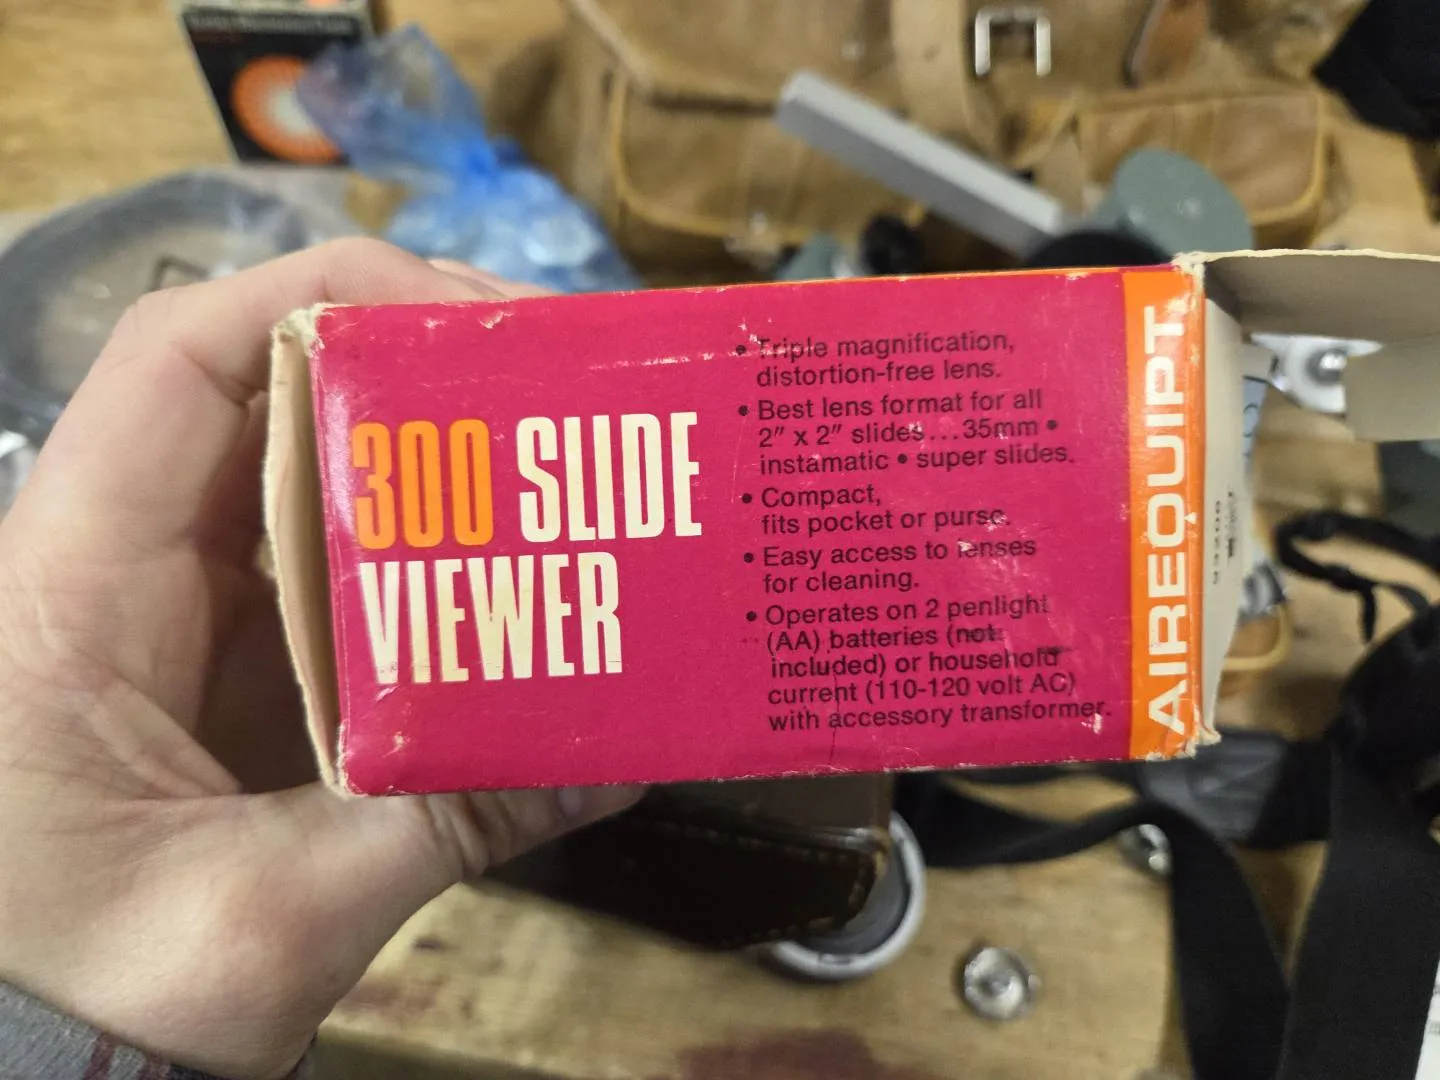 300 SLIDE
VIEWER
• Triple magnification,
distortion-free lens.
• Best lens format for all
2" x 2" slides...35mm •
instamatic • super slides.
• Compact,
fits pocket or purse.
• Easy access to lenses
for cleaning.
• Operates on 2 penlight
(AA) batteries (not
included) or household
current (110-120 volt AC)
with accessory transformer.
AIREQUIPT